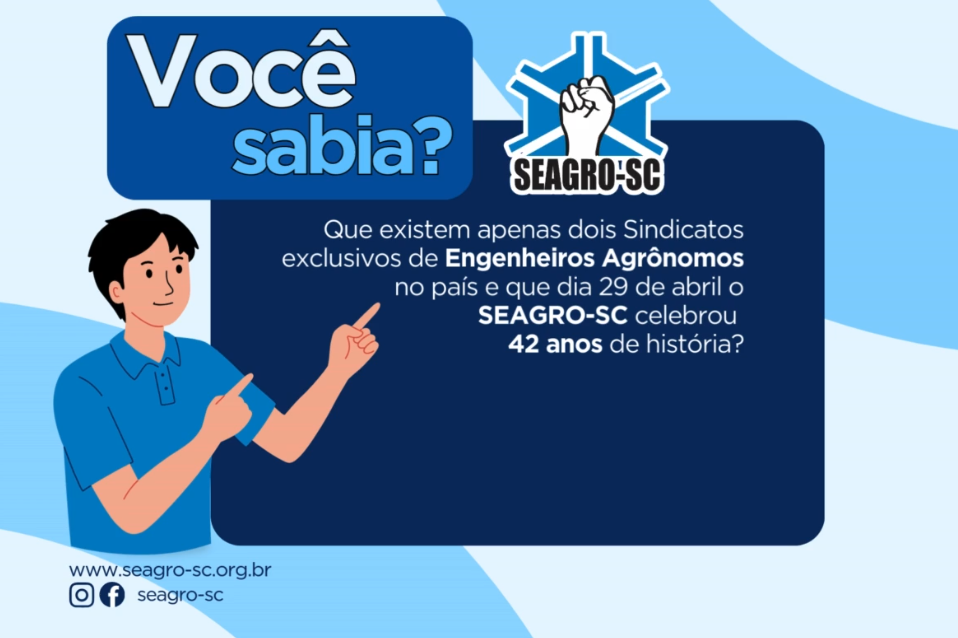 Você
sabia?
SEAGRO-SC
Que existem apenas dois Sindicatos
exclusivos de Engenheiros Agrônomos
no país e que dia 29 de abril o
SEAGRO-SC celebrou
42 anos de história?
www.seagro-sc.org.br
seagro-sc